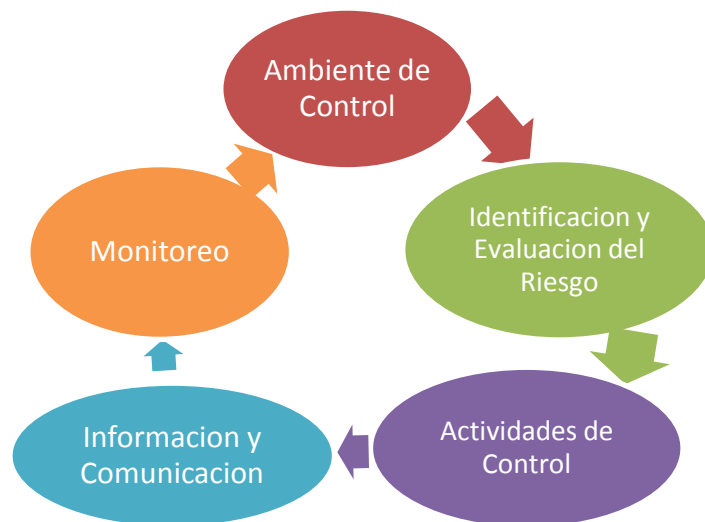 Ambiente de
Control
Identificacion y
Evaluacion del
Riesgo
Actividades de
Control
Informacion y
Comunicacion
Monitoreo